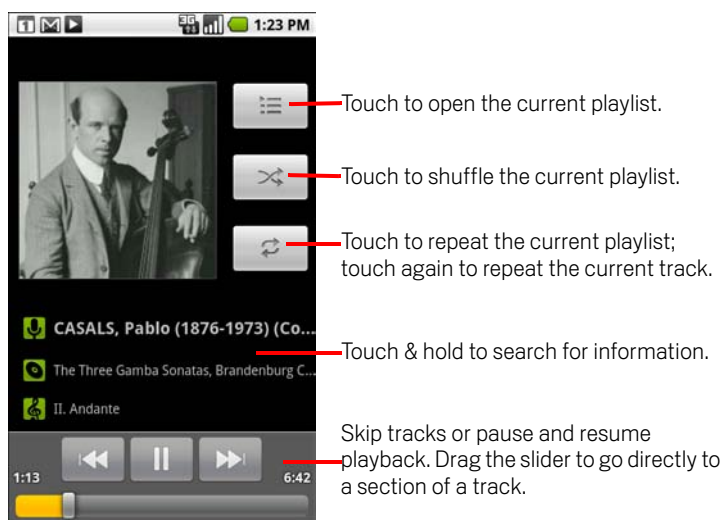 1
3G
1:23 PM
Touch to open the current playlist.
Touch to shuffle the current playlist.
Touch to repeat the current playlist;
touch again to repeat the current track.
CASALS, Pablo (1876-1973) (Co...
Touch & hold to search for information.
The Three Gamba Sonatas, Brandenburg C...
II. Andante
Skip tracks or pause and resume
playback. Drag the slider to go directly to
a section of a track.
1:13
6:42